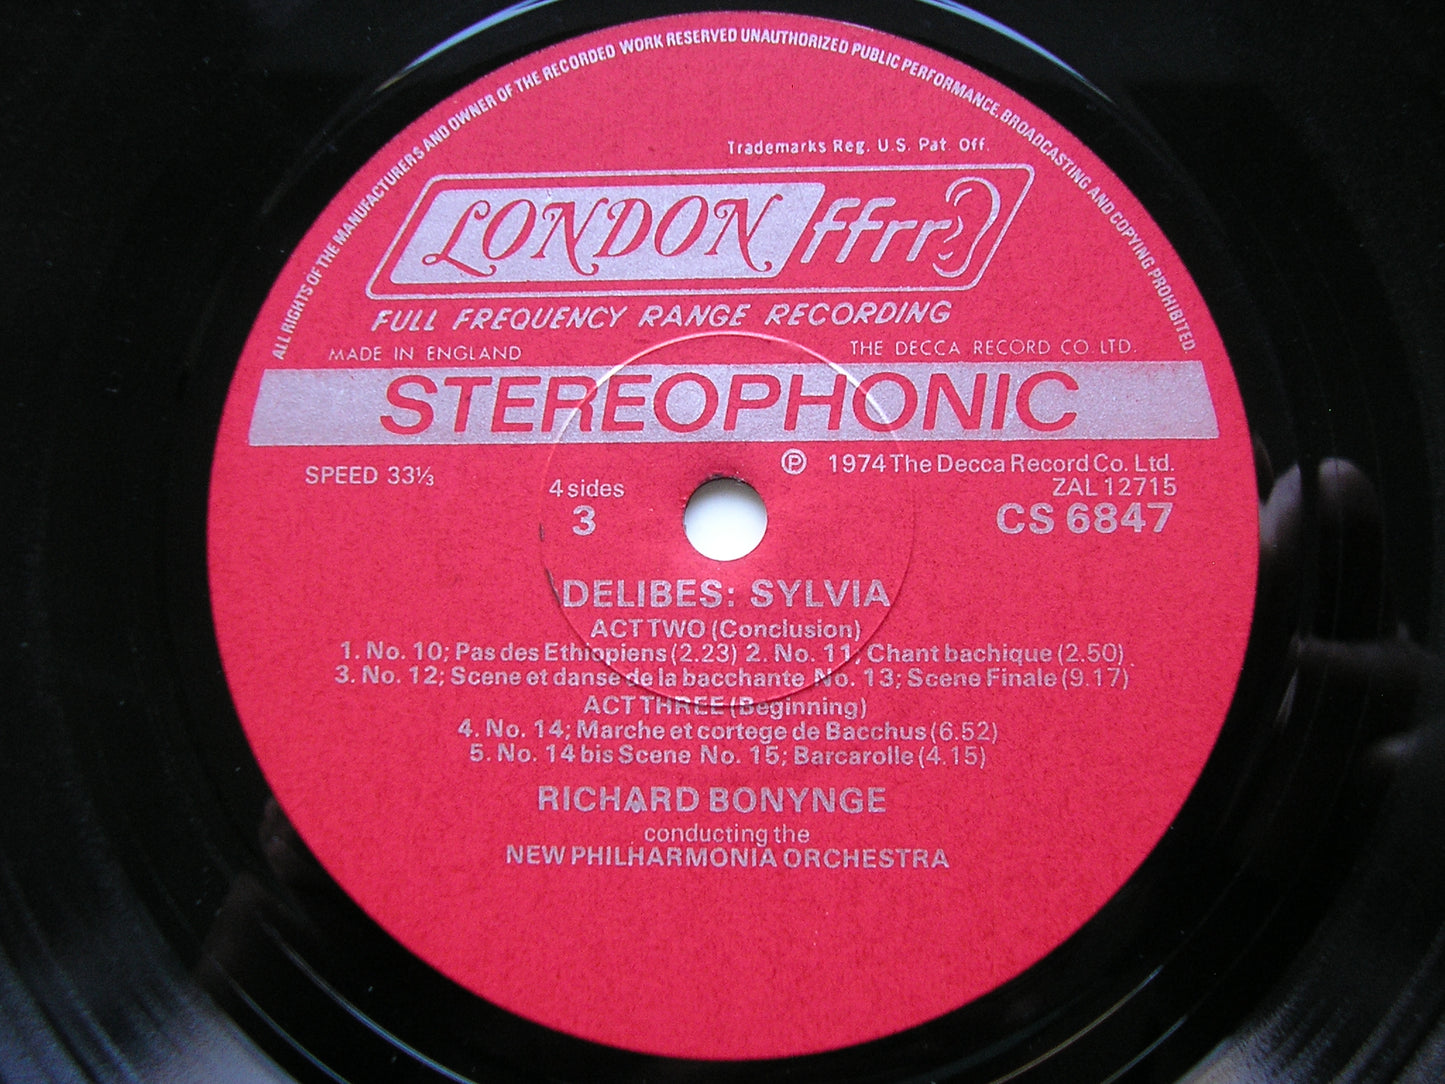 ALL RIGHTS OF THE MANUFACTURERS AND OWNER OF THE RECORDED WORK RESERVED UNAUTHORIZED PUBLIC PERFORMANCE, BROADCASTING AND COPYING PROHIBITED
Trademarks Reg. U.S. Pat. Off.
LONDON ffrr
FULL FREQUENCY RANGE RECORDING
MADE IN ENGLAND THE DECCA RECORD CO LTD.
STEREOPHONIC
SPEED 33⅓ ℗ 1974 The Decca Record Co. Ltd.
4 sides ZAL 12715
3 CS 6847
DELIBES: SYLVIA
ACT TWO (Conclusion)
1. No. 10; Pas des Ethiopiens (2.23) 2. No. 11, Chant bachique (2.50)
3. No. 12; Scene et danse de la bacchante No. 13; Scene Finale (9.17)
ACT THREE (Beginning)
4. No. 14; Marche et cortege de Bacchus (6.52)
5. No. 14 bis Scene No. 15; Barcarolle (4.15)
RICHARD BONYNGE
conducting the
NEW PHILHARMONIA ORCHESTRA